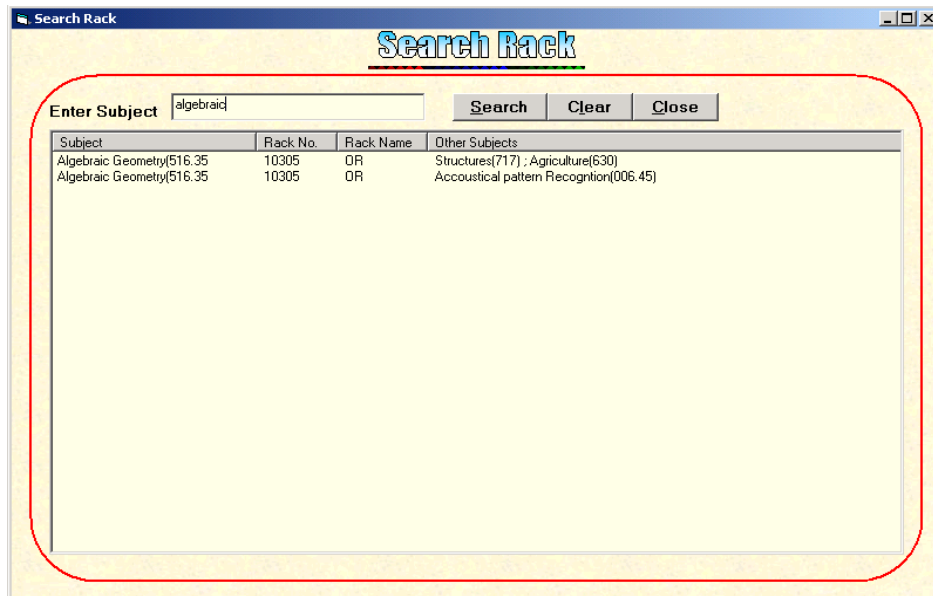 Search Rack
Search Rack
Enter Subject algebraic Search Clear Close
Subject Rack No. Rack Name Other Subjects
Algebraic Geometry(516.35 10305 OR Structures(717) ; Agriculture(630)
Algebraic Geometry(516.35 10305 OR Accoustical pattern Recogntion(006.45)